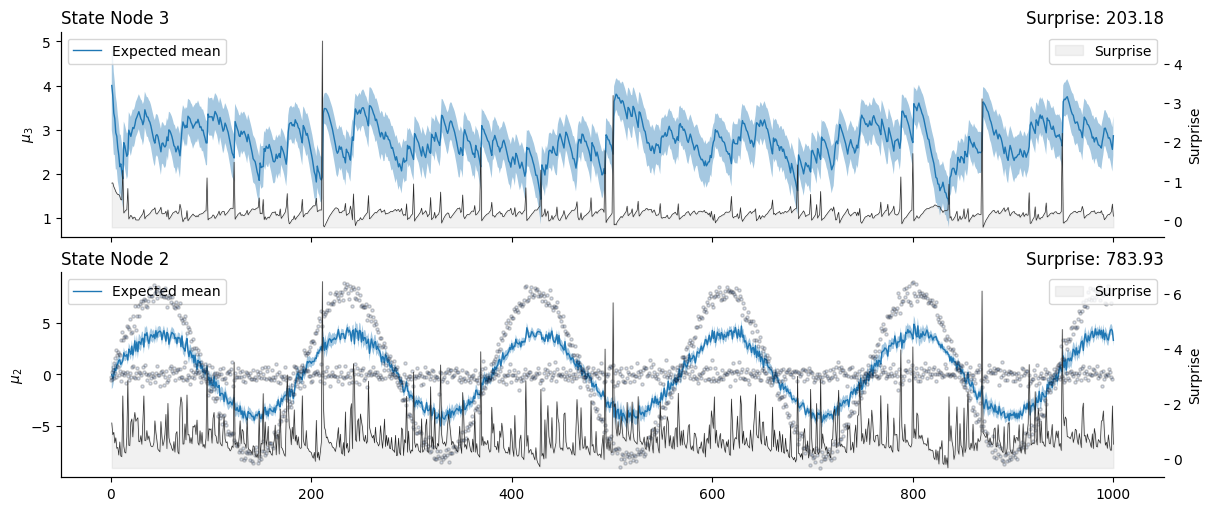 State Node 3
Surprise: 203.18
Expected mean
Surprise
5
4
3
2
1
μ3
4
3
2
1
0
Surprise
State Node 2
Surprise: 783.93
Expected mean
Surprise
5
0
−5
μ2
6
4
2
0
Surprise
0
200
400
600
800
1000